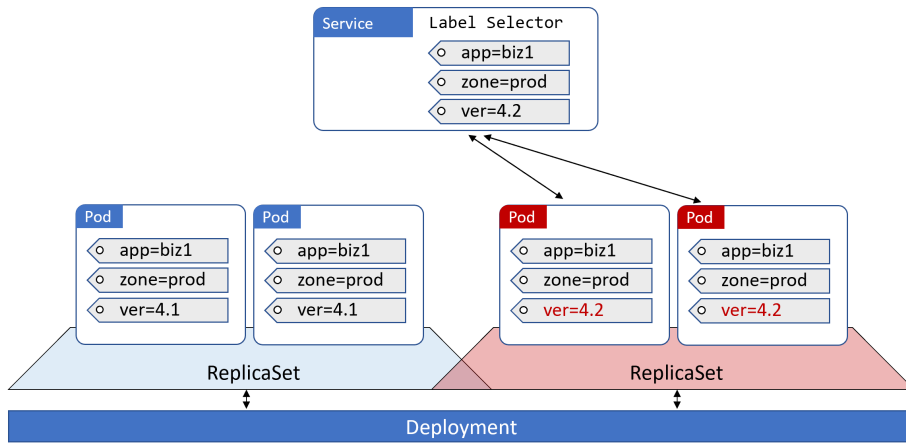 Service
Label Selector
app=biz1
zone=prod
ver=4.2
Pod
app=biz1
zone=prod
ver=4.1
Pod
app=biz1
zone=prod
ver=4.1
Pod
app=biz1
zone=prod
ver=4.2
Pod
app=biz1
zone=prod
ver=4.2
ReplicaSet
ReplicaSet
Deployment